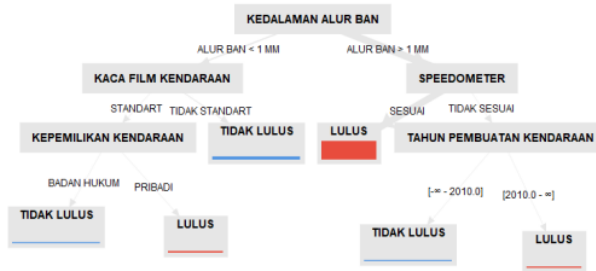 KEDALAMAN ALUR BAN
ALUR BAN < 1 MM
ALUR BAN > 1 MM
KACA FILM KENDARAAN
SPEEDOMETER
STANDART
TIDAK STANDART
SESUAI
TIDAK SESUAI
KEPEMILIKAN KENDARAAN
TIDAK LULUS
LULUS
TAHUN PEMBUATAN KENDARAAN
BADAN HUKUM
PRIBADI
[-∞ - 2010.0]
[2010.0 - ∞]
TIDAK LULUS
LULUS
TIDAK LULUS
LULUS